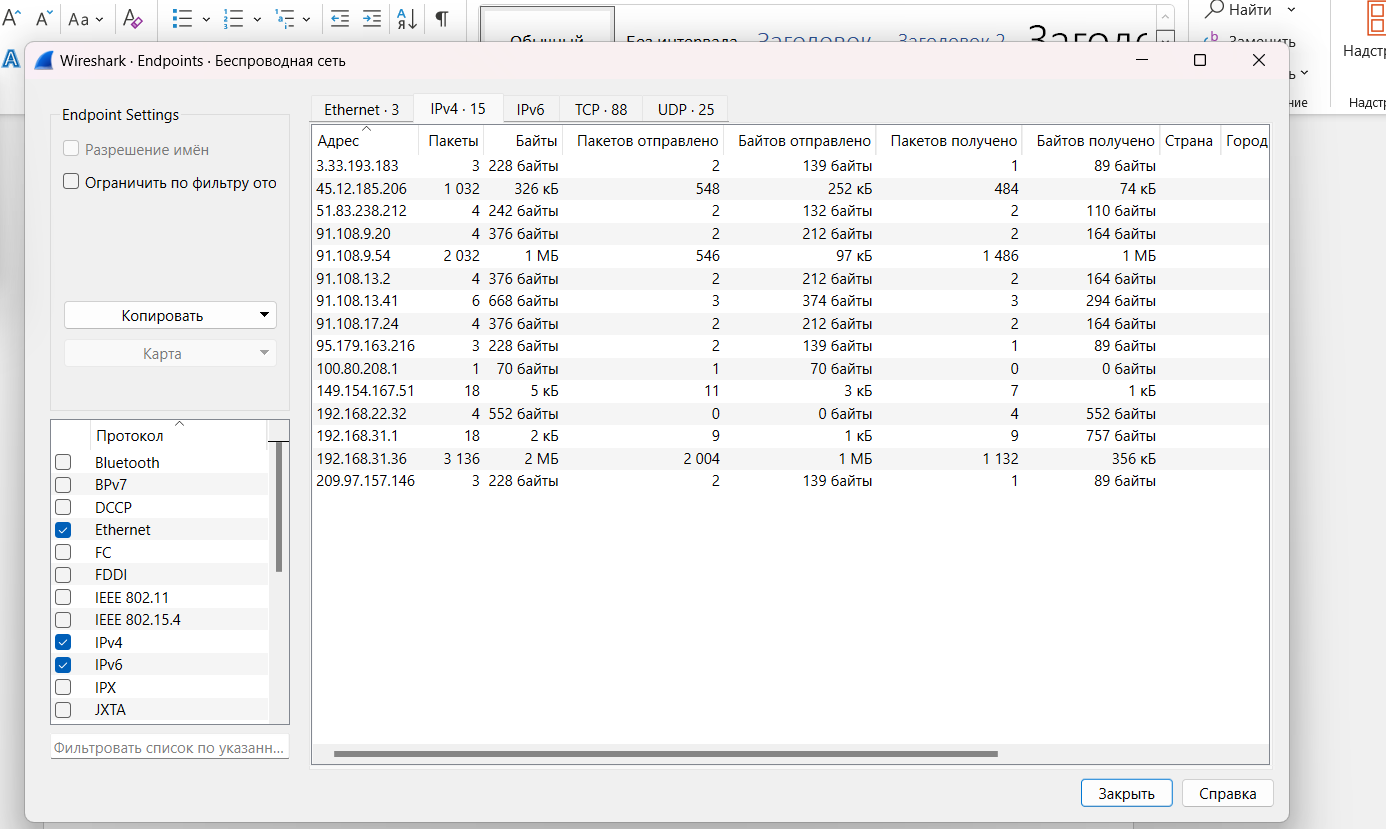 Aa
Найти
Обычный
Без интервала
Заголовок
Заголовок 2
Заголо
Заменить
Надстр
Надстр
Wireshark · Endpoints · Беспроводная сеть
Endpoint Settings
Разрешение имён
Ограничить по фильтру ото
Копировать
Карта
Протокол
Bluetooth
BPv7
DCCP
Ethernet
FC
FDDI
IEEE 802.11
IEEE 802.15.4
IPv4
IPv6
IPX
JXTA
Фильтровать список по указанн...
Ethernet · 3 IPv4 · 15 IPv6 TCP · 88 UDP · 25
Адрес Пакеты Байты Пакетов отправлено Байтов отправлено Пакетов получено Байтов получено Страна Город
3.33.193.183 3 228 байты 2 139 байты 1 89 байты
45.12.185.206 1 032 326 кБ 548 252 кБ 484 74 кБ
51.83.238.212 4 242 байты 2 132 байты 2 110 байты
91.108.9.20 4 376 байты 2 212 байты 2 164 байты
91.108.9.54 2 032 1 МБ 546 97 кБ 1 486 1 МБ
91.108.13.2 4 376 байты 2 212 байты 2 164 байты
91.108.13.41 6 668 байты 3 374 байты 3 294 байты
91.108.17.24 4 376 байты 2 212 байты 2 164 байты
95.179.163.216 3 228 байты 2 139 байты 1 89 байты
100.80.208.1 1 70 байты 1 70 байты 0 0 байты
149.154.167.51 18 5 кБ 11 3 кБ 7 1 кБ
192.168.22.32 4 552 байты 0 0 байты 4 552 байты
192.168.31.1 18 2 кБ 9 1 кБ 9 757 байты
192.168.31.36 3 136 2 МБ 2 004 1 МБ 1 132 356 кБ
209.97.157.146 3 228 байты 2 139 байты 1 89 байты
Закрыть Справка